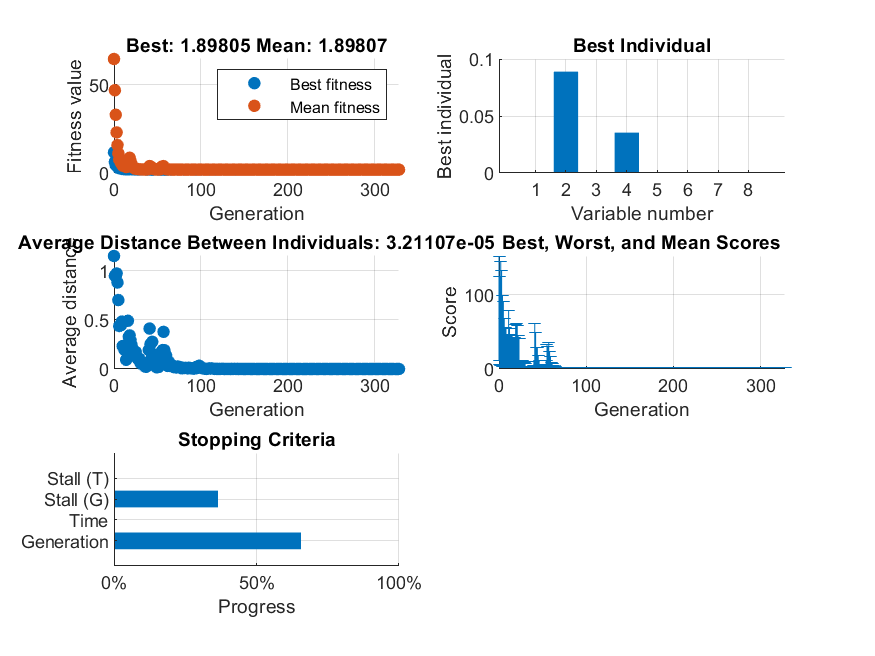 Best: 1.89805 Mean: 1.89807
Fitness value
50
0
Best fitness
Mean fitness
0 100 200 300
Generation
Best Individual
Best individual
0.1
0.05
0
1 2 3 4 5 6 7 8
Variable number
Average Distance Between Individuals: 3.21107e-05
Average distance
1
0.5
0
0 100 200 300
Generation
Best, Worst, and Mean Scores
Score
100
0
0 100 200 300
Generation
Stopping Criteria
Stall (T)
Stall (G)
Time
Generation
0% 50% 100%
Progress